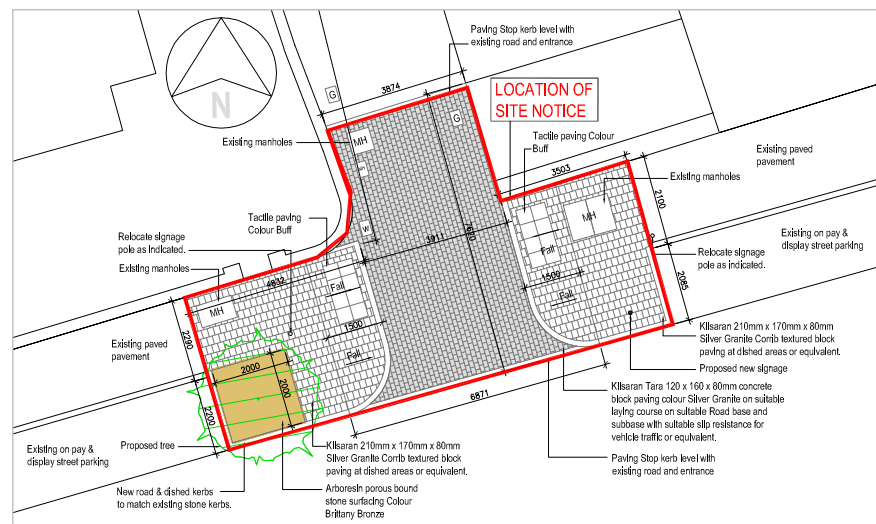 Paving Stop kerb level with
existing road and entrance
3874
LOCATION OF
SITE NOTICE
G
N
G
Tactile paving Colour
Buff
Existing manholes
MH
Existing paved
pavement
3503
Existing manholes
2100
Tactile paving
Colour Buff
W
7670
MH
Existing on pay &
display street parking
Relocate signage
pole as indicated.
3911
Fall
Relocate signage
pole as indicated.
Existing manholes
4832
Fall
1500
2085
MH
Fall
2290
Existing paved
pavement
1500
Kilsaran 210mm x 170mm x 80mm
Silver Granite Corrib textured block
paving at dished areas or equivalent.
Fall
Proposed new signage
2000
2000
6871
Kilsaran Tara 120 x 160 x 80mm concrete
block paving colour Silver Granite on suitable
laying course on suitable Road base and
subbase with suitable slip resistance for
vehicle traffic or equivalent.
2200
Existing on pay &
display street parking
Proposed tree
Kilsaran 210mm x 170mm x 80mm
Silver Granite Corrib textured block
paving at dished areas or equivalent.
Paving Stop kerb level with
existing road and entrance
New road & dished kerbs
to match existing stone kerbs.
Arboresin porous bound
stone surfacing Colour
Brittany Bronze